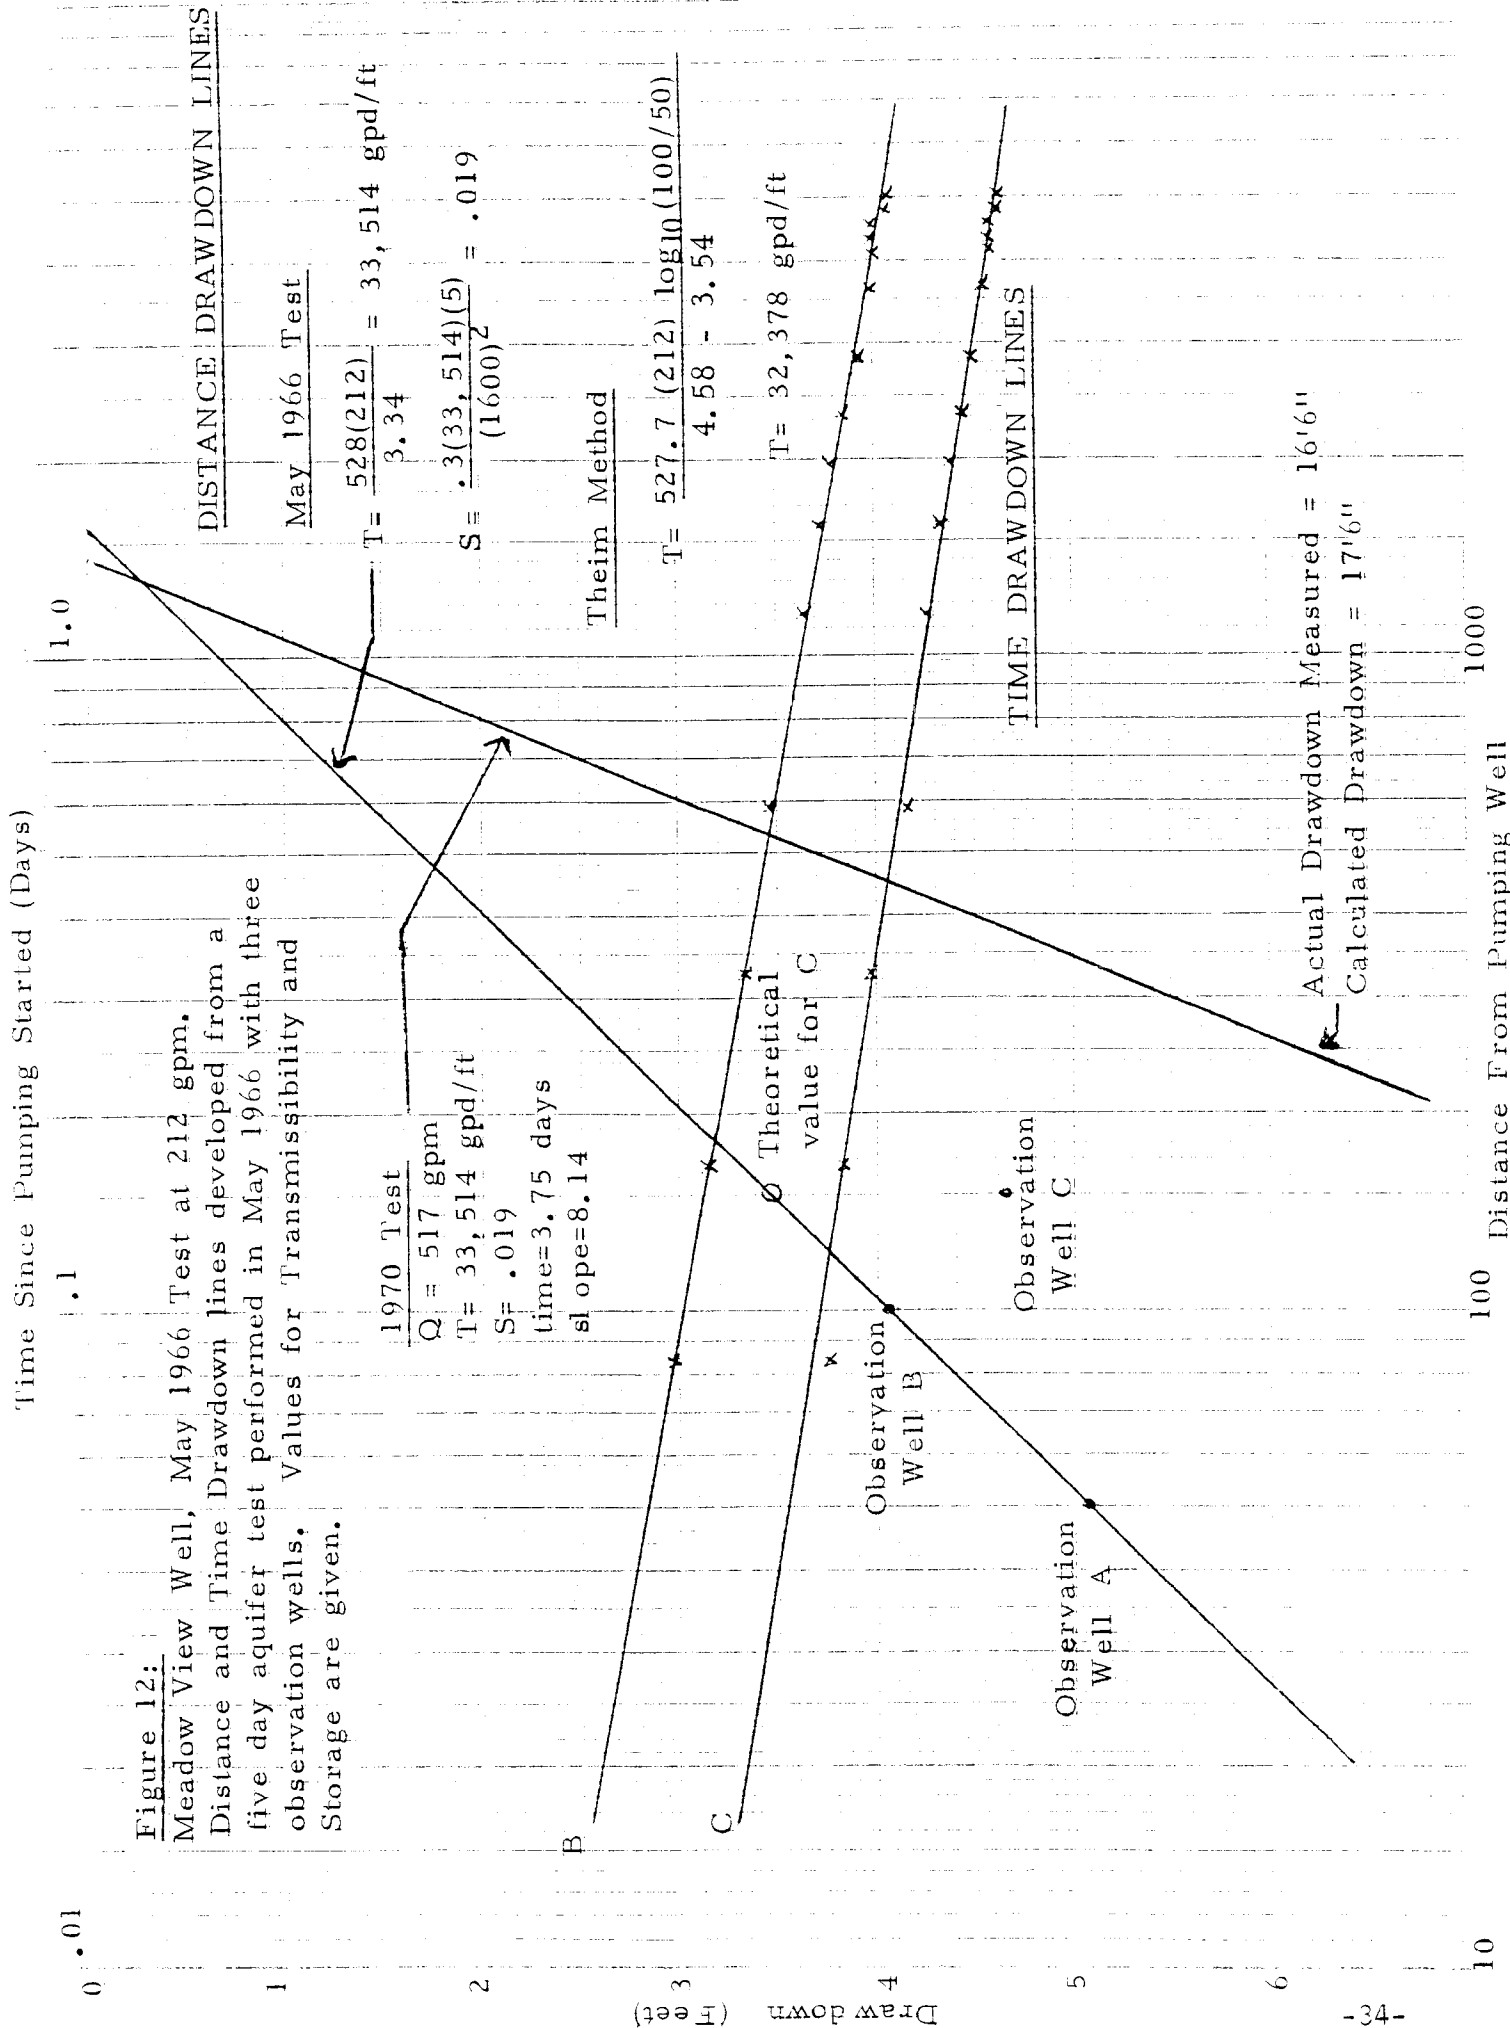 Time Since Pumping Started (Days)
.01
.1
1.0
Figure 12:
Meadow View Well, May 1966 Test at 212 gpm.
Distance and Time Drawdown lines developed from a
five day aquifer test performed in May 1966 with three
observation wells. Values for Transmissibility and
Storage are given.
DISTANCE DRAWDOWN LINES
May 1966 Test
T= 528(212) = 33,514 gpd/ft
3.34
S= .3(33,514)(5) = .019
(1600)2
Theim Method
T= 527.7 (212) log10 (100/50)
4.58 - 3.54
T= 32,378 gpd/ft
1970 Test
Q = 517 gpm
T= 33,514 gpd/ft
S= .019
time=3.75 days
slope=8.14
B
C
Theoretical
value for C
Observation
Well B
Observation
Well C
Observation
Well A
TIME DRAWDOWN LINES
Actual Drawdown Measured = 16'6"
Calculated Drawdown = 17'6"
0
1
2
3
4
5
6
Drawdown (Feet)
10
100
1000
Distance From Pumping Well
-34-